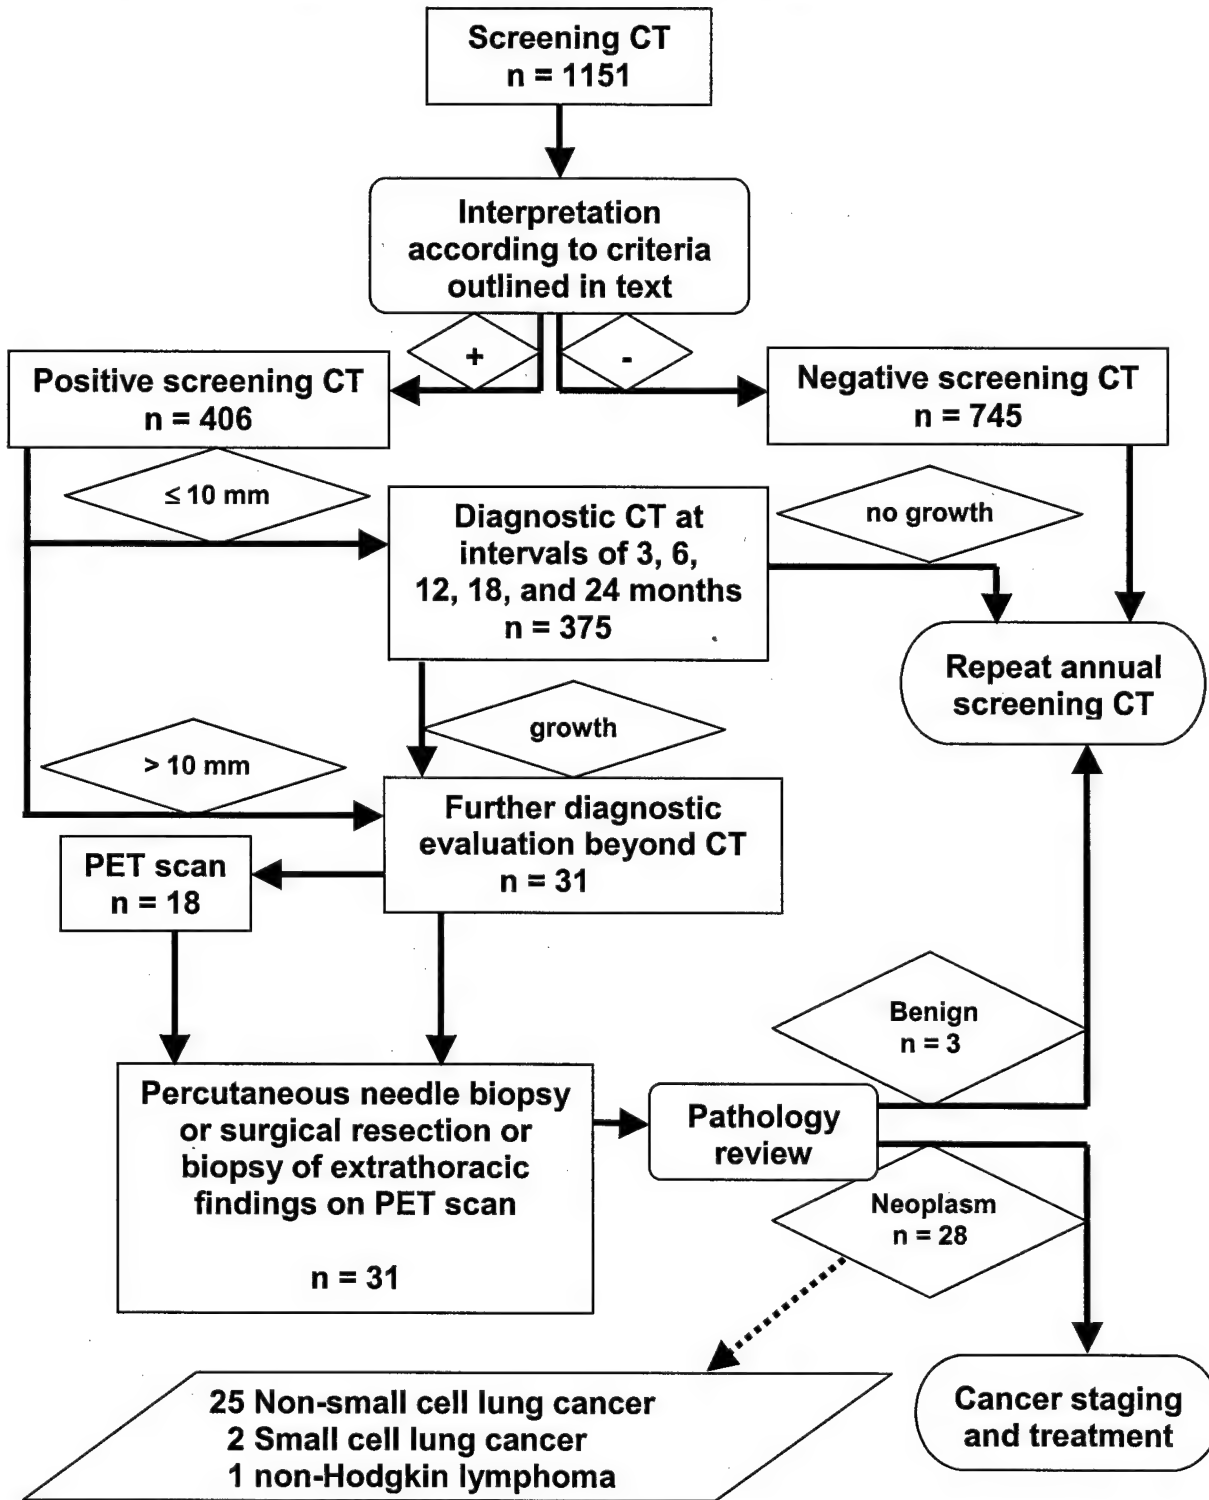 Screening CT
n = 1151
Interpretation
according to criteria
outlined in text
+
-
Positive screening CT
n = 406
Negative screening CT
n = 745
≤ 10 mm
Diagnostic CT at
intervals of 3, 6,
12, 18, and 24 months
n = 375
no growth
Repeat annual
screening CT
growth
> 10 mm
Further diagnostic
evaluation beyond CT
n = 31
PET scan
n = 18
Benign
n = 3
Percutaneous needle biopsy
or surgical resection or
biopsy of extrathoracic
findings on PET scan
n = 31
Pathology
review
Neoplasm
n = 28
25 Non-small cell lung cancer
2 Small cell lung cancer
1 non-Hodgkin lymphoma
Cancer staging
and treatment